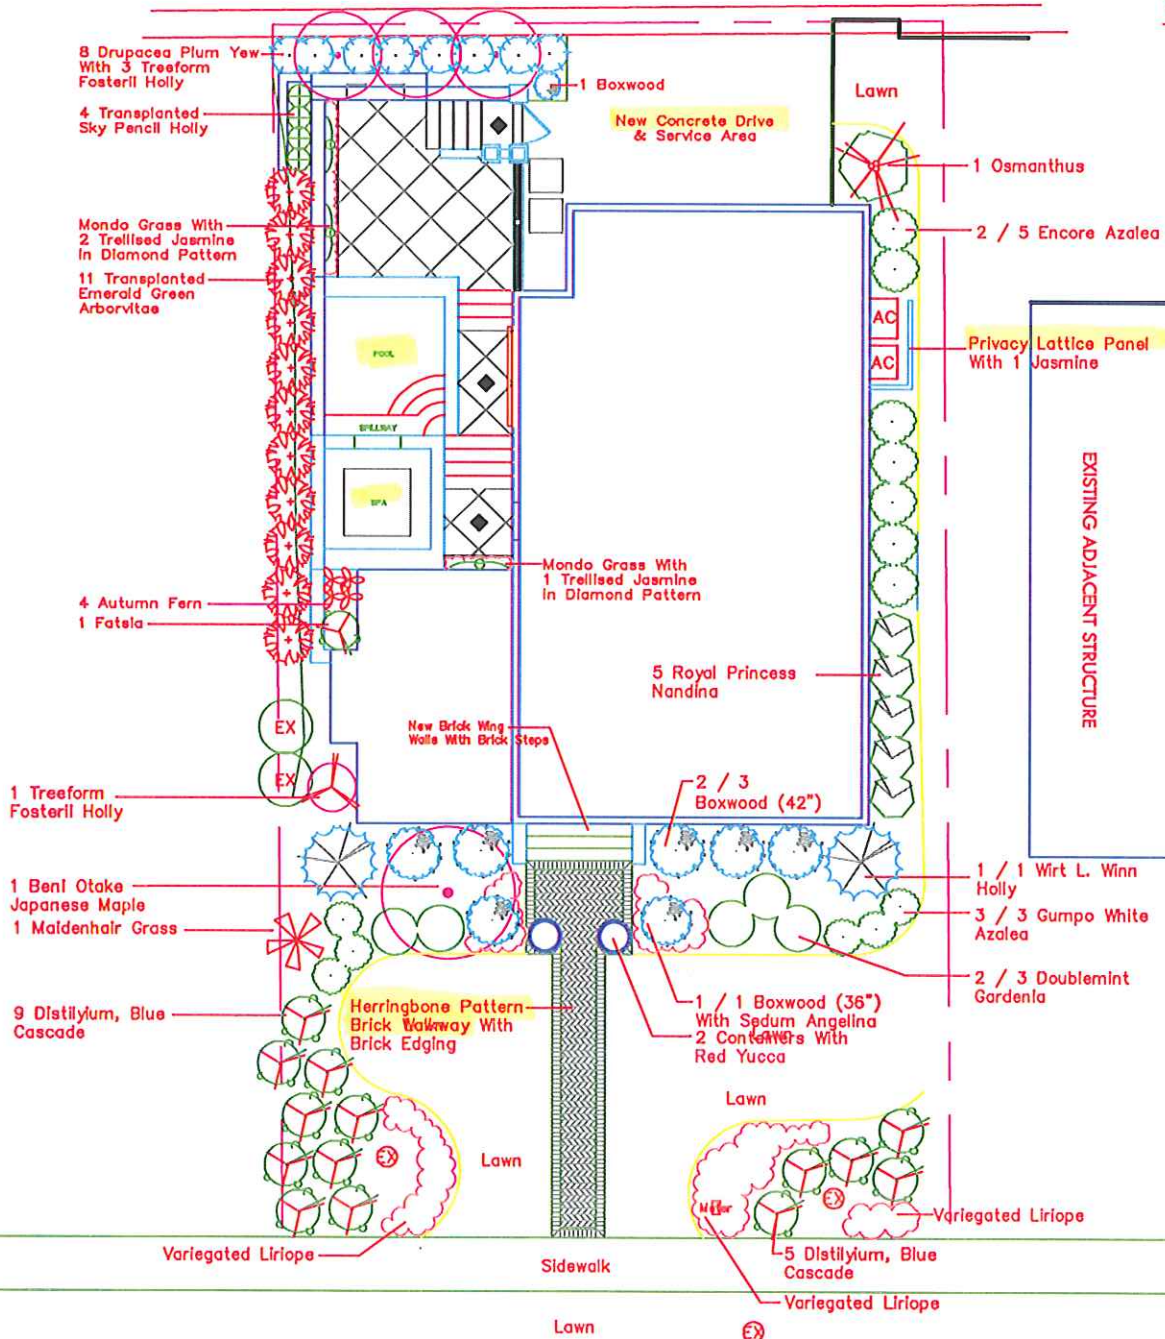 8 Drupacea Plum Yew
With 3 Treeform
Fosterii Holly
1 Boxwood
Lawn
4 Transplanted
Sky Pencil Holly
New Concrete Drive
& Service Area
1 Osmanthus
Mondo Grass With
2 Trellised Jasmine
in Diamond Pattern
2 / 5 Encore Azalea
11 Transplanted
Emerald Green
Arborvitae
AC
AC
Privacy Lattice Panel
With 1 Jasmine
POOL
SPILLWAY
SPA
EXISTING ADJACENT STRUCTURE
Mondo Grass With
1 Trellised Jasmine
in Diamond Pattern
4 Autumn Fern
1 Fatsia
5 Royal Princess
Nandina
EX
EX
New Brick Wing
Walls With Brick Steps
1 Treeform
Fosterii Holly
2 / 3
Boxwood (42")
1 Beni Otake
Japanese Maple
1 / 1 Wirt L. Winn
Holly
1 Maidenhair Grass
3 / 3 Gumpo White
Azalea
2 / 3 Doublemint
Gardenia
9 Distilyium, Blue
Cascade
Herringbone Pattern
Brick Walkway With
Brick Edging
1 / 1 Boxwood (36")
With Sedum Angelina
Lawn
2 Containers With
Red Yucca
Lawn
EX
Lawn
EX
Meter
Variegated Liriope
Variegated Liriope
5 Distilyium, Blue
Cascade
Sidewalk
Variegated Liriope
Lawn
EX